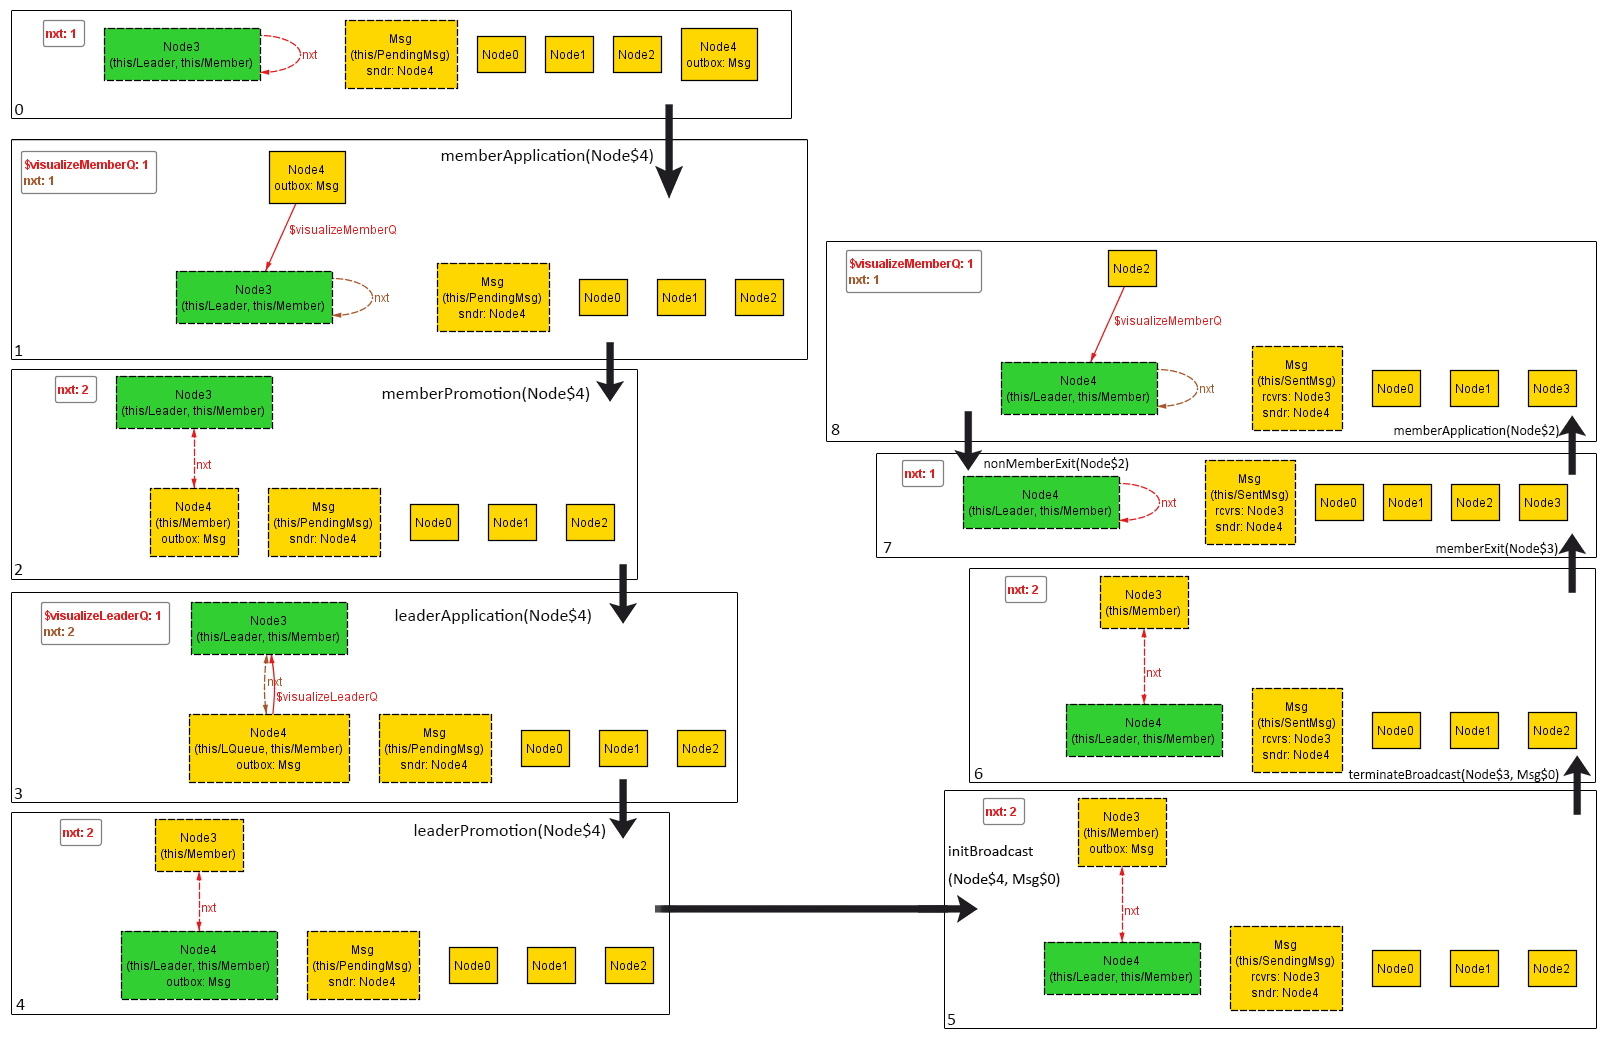 nxt: 1
Node3
(this/Leader, this/Member)
nxt
Msg
(this/PendingMsg)
sndr: Node4
Node0
Node1
Node2
Node4
outbox: Msg
0
$visualizeMemberQ: 1
nxt: 1
memberApplication(Node$4)
Node4
outbox: Msg
$visualizeMemberQ
Node3
(this/Leader, this/Member)
nxt
Msg
(this/PendingMsg)
sndr: Node4
Node0
Node1
Node2
1
nxt: 2
Node3
(this/Leader, this/Member)
memberPromotion(Node$4)
nxt
Node4
(this/Member)
outbox: Msg
Msg
(this/PendingMsg)
sndr: Node4
Node0
Node1
Node2
2
$visualizeLeaderQ: 1
nxt: 2
Node3
(this/Leader, this/Member)
leaderApplication(Node$4)
nxt
$visualizeLeaderQ
Node4
(this/LQueue, this/Member)
outbox: Msg
Msg
(this/PendingMsg)
sndr: Node4
Node0
Node1
Node2
3
nxt: 2
Node3
(this/Member)
leaderPromotion(Node$4)
nxt
Node4
(this/Leader, this/Member)
outbox: Msg
Msg
(this/PendingMsg)
sndr: Node4
Node0
Node1
Node2
4
nxt: 2
Node3
(this/Member)
outbox: Msg
initBroadcast
(Node$4, Msg$0)
nxt
Node4
(this/Leader, this/Member)
Msg
(this/SendingMsg)
rcvrs: Node3
sndr: Node4
Node0
Node1
Node2
5
nxt: 2
Node3
(this/Member)
nxt
Node4
(this/Leader, this/Member)
Msg
(this/SentMsg)
rcvrs: Node3
sndr: Node4
Node0
Node1
Node2
6
terminateBroadcast(Node$3, Msg$0)
nxt: 1
nonMemberExit(Node$2)
Node4
(this/Leader, this/Member)
nxt
Msg
(this/SentMsg)
rcvrs: Node3
sndr: Node4
Node0
Node1
Node2
Node3
7
memberExit(Node$3)
$visualizeMemberQ: 1
nxt: 1
Node2
$visualizeMemberQ
Node4
(this/Leader, this/Member)
nxt
Msg
(this/SentMsg)
rcvrs: Node3
sndr: Node4
Node0
Node1
Node3
8
memberApplication(Node$2)